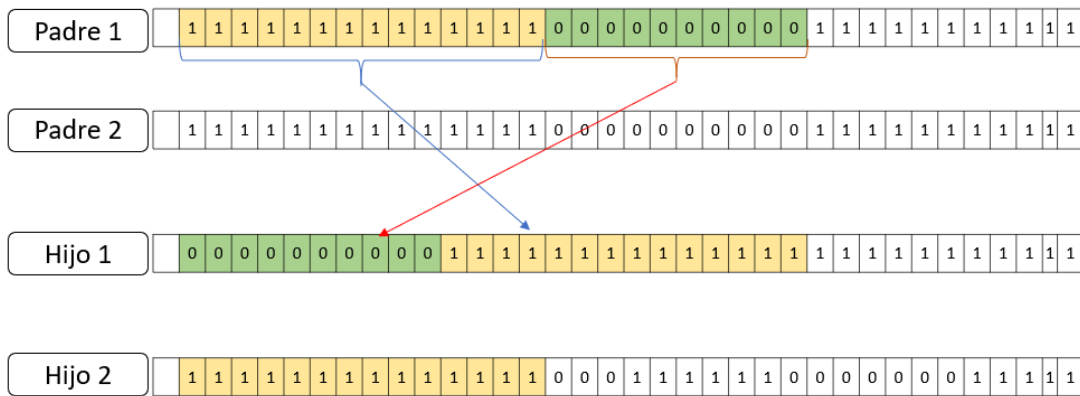 Padre 1 1 1 1 1 1 1 1 1 1 1 1 1 1 1 0 0 0 0 0 0 0 0 0 0 1 1 1 1 1 1 1 1 1 1 1
Padre 2 1 1 1 1 1 1 1 1 1 1 1 1 1 1 0 0 0 0 0 0 0 0 0 0 1 1 1 1 1 1 1 1 1 1 1
Hijo 1 0 0 0 0 0 0 0 0 0 0 1 1 1 1 1 1 1 1 1 1 1 1 1 1 1 1 1 1 1 1 1 1 1 1 1
Hijo 2 1 1 1 1 1 1 1 1 1 1 1 1 1 1 0 0 0 1 1 1 1 1 1 0 0 0 0 0 0 0 1 1 1 1 1